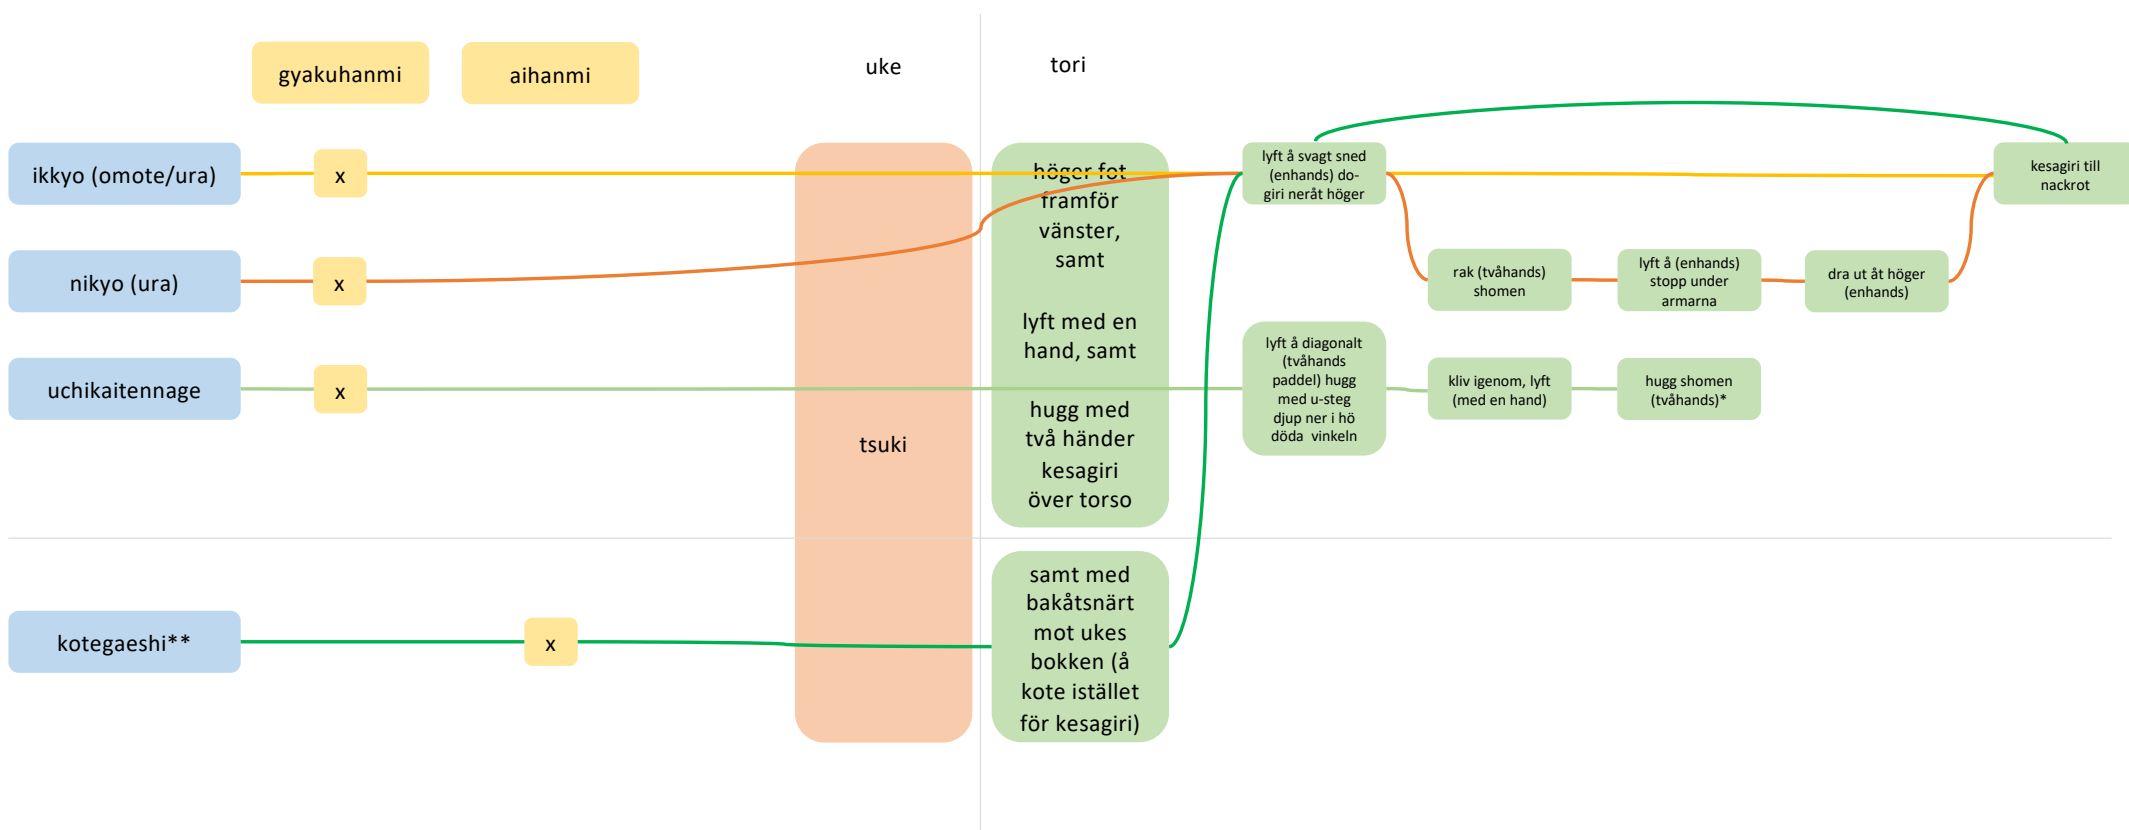 gyakuhanmi
aihanmi
uke
tori
ikkyo (omote/ura)
x
nikyo (ura)
x
uchikaitennage
x
kotegaeshi**
x
tsuki
höger fot
framför
vänster,
samt
lyft med en
hand, samt
hugg med
två händer
kesagiri
över torso
samt med
bakåtsnärt
mot ukes
bokken (å
kote istället
för kesagiri)
lyft å svagt sned
(enhands) do-
giri neråt höger
kesagiri till
nackrot
rak (tvåhands)
shomen
lyft å (enhands)
stopp under
armarna
dra ut åt höger
(enhands)
lyft å diagonalt
(tvåhands
paddel) hugg
med u-steg
djup ner i hö
döda vinkeln
kliv igenom, lyft
(med en hand)
hugg shomen
(tvåhands)*